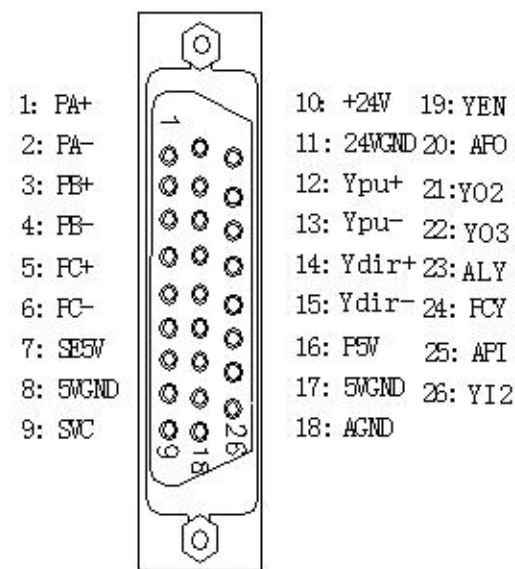 1: PA+
2: PA-
3: PB+
4: PB-
5: PC+
6: PC-
7: SE5V
8: 5VGND
9: SVC
1
9
18
26
10: +24V 19: YEN
11: 24VGND 20: AFO
12: Ypu+ 21: YO2
13: Ypu- 22: YO3
14: Ydir+ 23: ALY
15: Ydir- 24: FCY
16: P5V 25: API
17: 5VGND 26: YI2
18: AGND